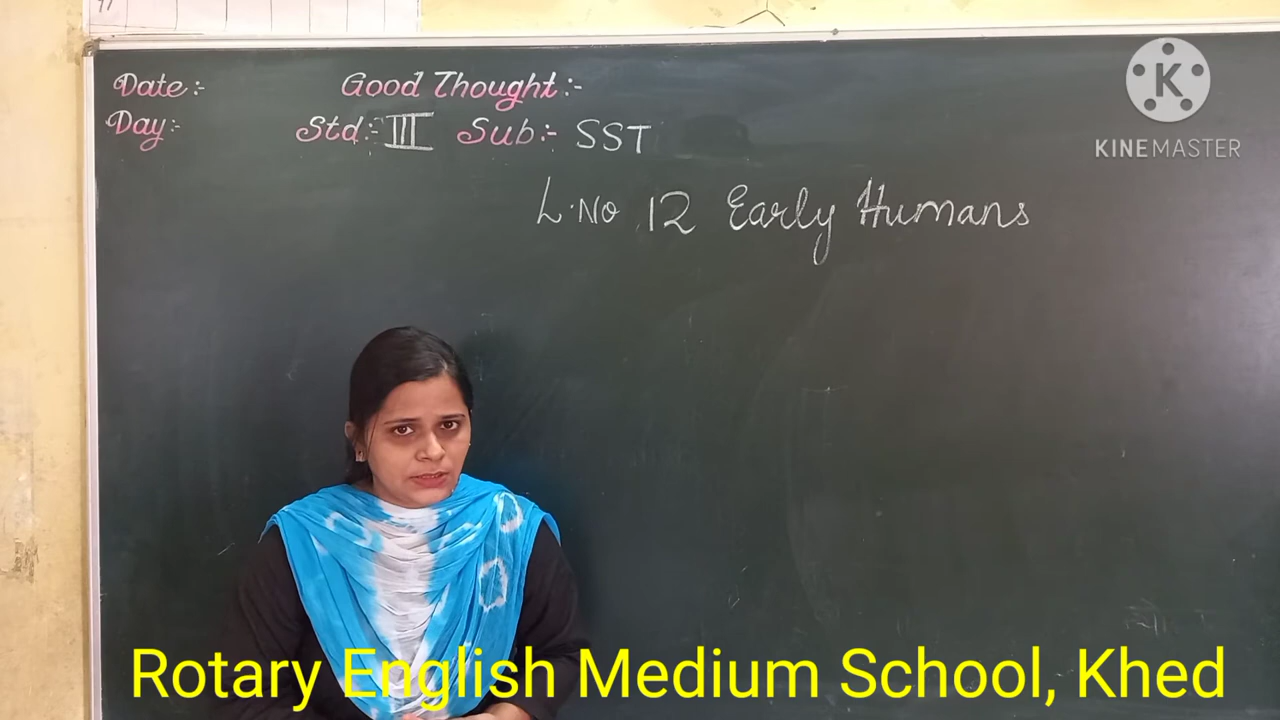 Date:- Good Thought:-
Day:- Std:- III Sub:- SST
L.No 12 Early Humans
K
KINEMASTER
Rotary English Medium School, Khed